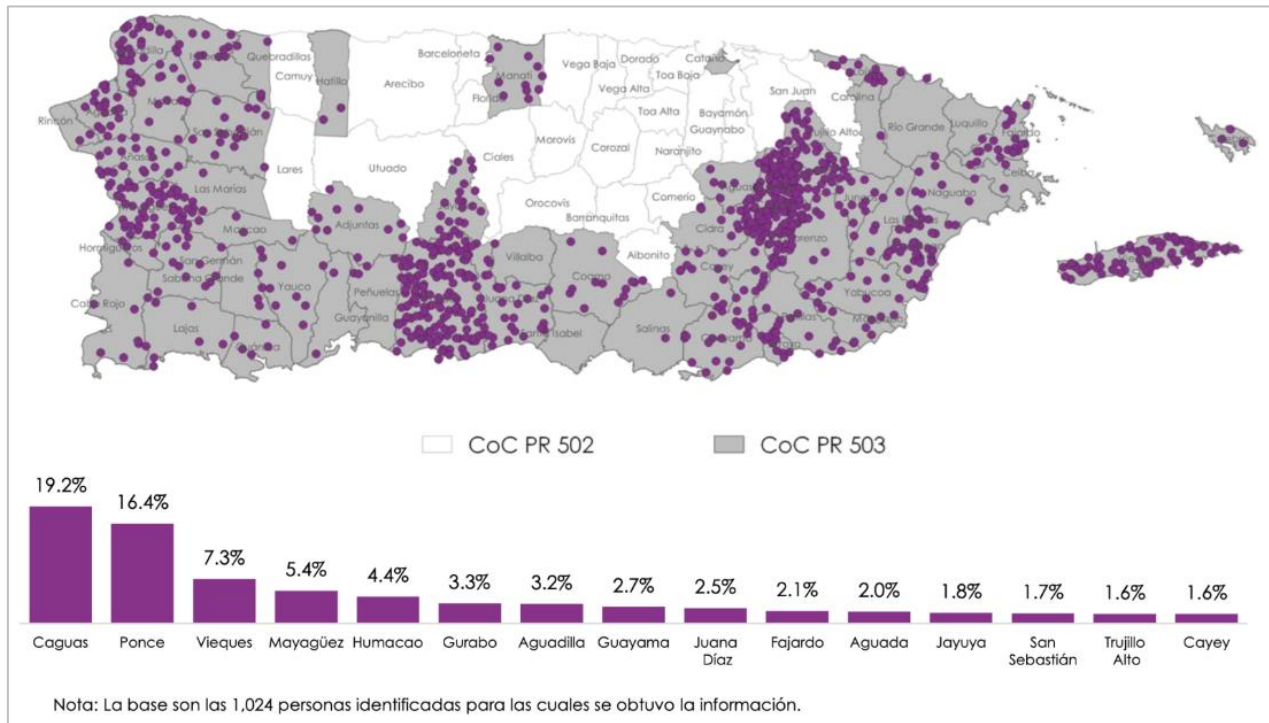 Quebradillas
Camuy
Hatillo
Arecibo
Barceloneta
Manatí
Florida
Vega Baja
Dorado
Cataño
Toa Baja
Vega Alta
San Juan
Carolina
Toa Alta
Bayamón
Guaynabo
Trujillo Alto
Río Grande
Luquillo
Fajardo
Ceiba
Rincón
San Sebastián
Añasco
Las Marías
Lares
Utuado
Ciales
Morovis
Corozal
Naranjito
Comerío
Orocovis
Barranquitas
Aibonito
Cidra
Naguabo
Adjuntas
Hormigueros
San Germán
Sabana Grande
Cabo Rojo
Lajas
Yauco
Peñuelas
Guayanilla
Villalba
Coamo
Salinas
Cayey
Yabucoa
CoC PR 502
CoC PR 503
19.2% 16.4% 7.3% 5.4% 4.4% 3.3% 3.2% 2.7% 2.5% 2.1% 2.0% 1.8% 1.7% 1.6% 1.6%
Caguas Ponce Vieques Mayagüez Humacao Gurabo Aguadilla Guayama Juana Fajardo Aguada Jayuya San Trujillo Cayey
Díaz Sebastián Alto
Nota: La base son las 1,024 personas identificadas para las cuales se obtuvo la información.